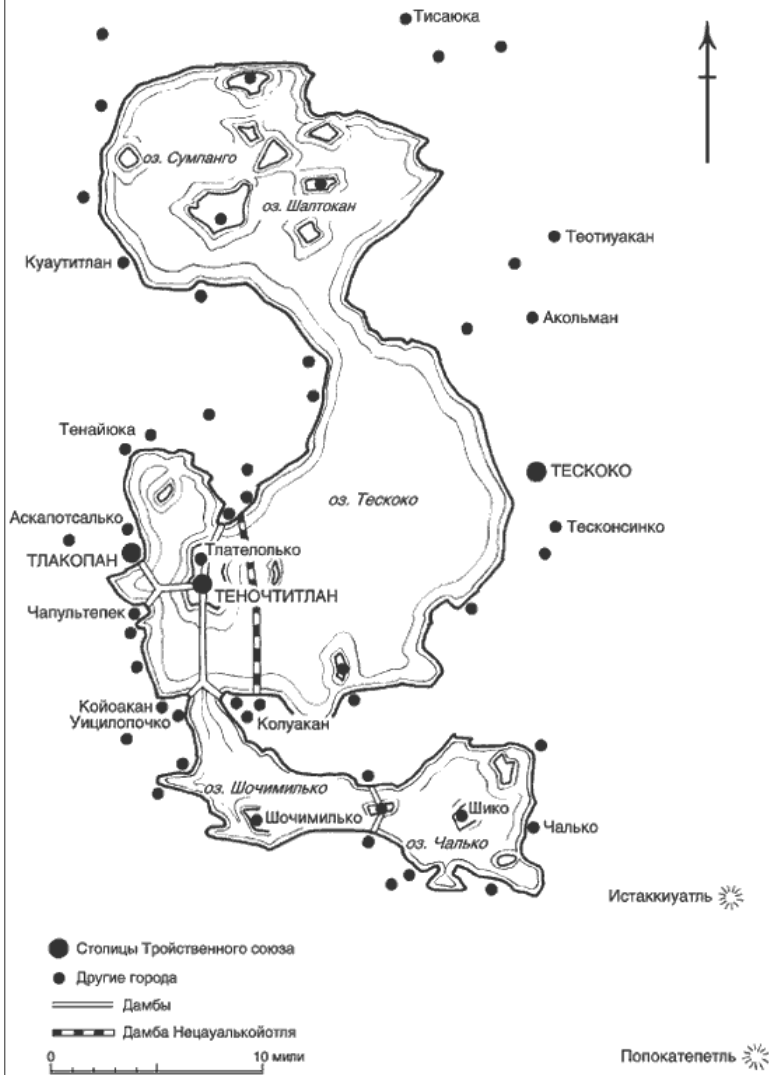 Тисаюка
оз. Сумпанго
оз. Шалтокан
Теотиуакан
Куаутитлан
Акольман
Тенайюка
ТЕСКОКО
оз. Тескоко
Аскапотсалько
Тесконсинко
Тлателолько
ТЛАКОПАН
ТЕНОЧТИТЛАН
Чапультепек
Койоакан
Уицилопочко
Колуакан
оз. Шочимилько
Шочимилько
Шико
Чалько
оз. Чалько
Истаккиуатль
Столицы Тройственного союза
Другие города
Дамбы
Дамба Нецауалькойотля
0 10 мили
Попокатепетль